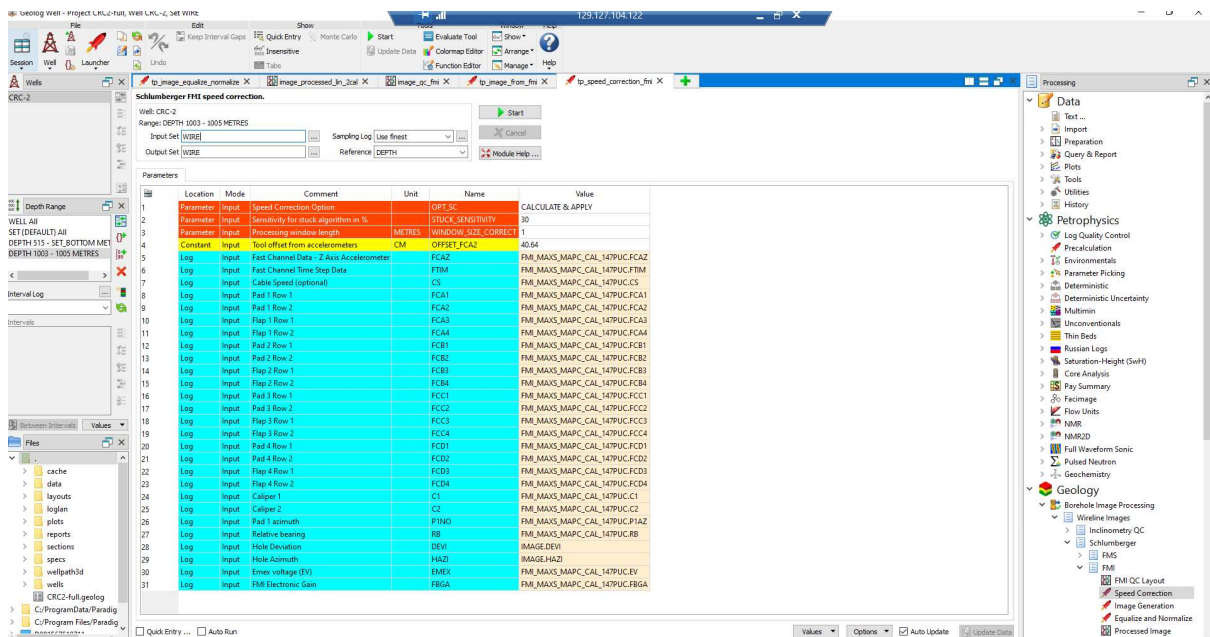 Geolog Well - Project CRC2-full, Well CRC-2, Set WIRE
129.127.104.122
File
Edit
Show
Help
Session
Well
Launcher
Undo
Keep Interval Gaps
Quick Entry
Insensitive
Tabs
Monte Carlo
Start
Update Data
Evaluate Tool
Colormap Editor
Function Editor
Show
Arrange
Manage
Help
Wells
CRC-2
tp_image_equalize_normalize
image_processed_lin_2cal
image_qc_fmi
tp_image_from_fmi
tp_speed_correction_fmi
Schlumberger FMI speed correction.
Well: CRC-2
Range: DEPTH 1003 - 1005 METRES
Input Set WIRE ... Sampling Log Use finest ...
Output Set WIRE ... Reference DEPTH
Start
Cancel
Module Help ...
Parameters
Location Mode Comment Unit Name Value
1 Parameter Input Speed Correction Option OPT_SC CALCULATE & APPLY
2 Parameter Input Sensitivity for stuck algorithm in % STUCK_SENSITIVITY 30
3 Parameter Input Processing window length METRES WINDOW_SIZE_CORRECT 1
4 Constant Input Tool offset from accelerometers CM OFFSET_FCAZ 40.64
5 Log Input Fast Channel Data - Z Axis Accelerometer FCAZ FMI_MAXS_MAPC_CAL_147PUC.FCAZ
6 Log Input Fast Channel Time Step Data FTIM FMI_MAXS_MAPC_CAL_147PUC.FTIM
7 Log Input Cable Speed (optional) CS FMI_MAXS_MAPC_CAL_147PUC.CS
8 Log Input Pad 1 Row 1 FCA1 FMI_MAXS_MAPC_CAL_147PUC.FCA1
9 Log Input Pad 1 Row 2 FCA2 FMI_MAXS_MAPC_CAL_147PUC.FCA2
10 Log Input Flap 1 Row 1 FCA3 FMI_MAXS_MAPC_CAL_147PUC.FCA3
11 Log Input Flap 1 Row 2 FCA4 FMI_MAXS_MAPC_CAL_147PUC.FCA4
12 Log Input Pad 2 Row 1 FCB1 FMI_MAXS_MAPC_CAL_147PUC.FCB1
13 Log Input Pad 2 Row 2 FCB2 FMI_MAXS_MAPC_CAL_147PUC.FCB2
14 Log Input Flap 2 Row 1 FCB3 FMI_MAXS_MAPC_CAL_147PUC.FCB3
15 Log Input Flap 2 Row 2 FCB4 FMI_MAXS_MAPC_CAL_147PUC.FCB4
16 Log Input Pad 3 Row 1 FCC1 FMI_MAXS_MAPC_CAL_147PUC.FCC1
17 Log Input Pad 3 Row 2 FCC2 FMI_MAXS_MAPC_CAL_147PUC.FCC2
18 Log Input Flap 3 Row 1 FCC3 FMI_MAXS_MAPC_CAL_147PUC.FCC3
19 Log Input Flap 3 Row 2 FCC4 FMI_MAXS_MAPC_CAL_147PUC.FCC4
20 Log Input Pad 4 Row 1 FCD1 FMI_MAXS_MAPC_CAL_147PUC.FCD1
21 Log Input Pad 4 Row 2 FCD2 FMI_MAXS_MAPC_CAL_147PUC.FCD2
22 Log Input Flap 4 Row 1 FCD3 FMI_MAXS_MAPC_CAL_147PUC.FCD3
23 Log Input Flap 4 Row 2 FCD4 FMI_MAXS_MAPC_CAL_147PUC.FCD4
24 Log Input Caliper 1 C1 FMI_MAXS_MAPC_CAL_147PUC.C1
25 Log Input Caliper 2 C2 FMI_MAXS_MAPC_CAL_147PUC.C2
26 Log Input Pad 1 azimuth P1NO FMI_MAXS_MAPC_CAL_147PUC.P1AZ
27 Log Input Relative bearing RB FMI_MAXS_MAPC_CAL_147PUC.RB
28 Log Input Hole Deviation DEVI IMAGE.DEVI
29 Log Input Hole Azimuth HAZI IMAGE.HAZI
30 Log Input Emex voltage (EV) EMEX FMI_MAXS_MAPC_CAL_147PUC.EV
31 Log Input FMI Electronic Gain FBGA FMI_MAXS_MAPC_CAL_147PUC.FBGA
Quick Entry ... Auto Run
Values Options Auto Update Update Data
Depth Range
WELL All
SET (DEFAULT) All
DEPTH 515 - SET_BOTTOM MET
DEPTH 1003 - 1005 METRES
Interval Log ...
Intervals
Between Intervals Values
Files
.
cache
data
layouts
loglan
plots
reports
sections
specs
wellpath3d
wells
CRC2-full.geolog
C:/ProgramData/Paradig
C:/Program Files/Paradig
Processing
Data
Text ...
Import
Preparation
Query & Report
Plots
Tools
Utilities
History
Petrophysics
Log Quality Control
Precalculation
Environmentals
Parameter Picking
Deterministic
Deterministic Uncertainty
Multimin
Unconventionals
Thin Beds
Russian Logs
Saturation-Height (SwH)
Core Analysis
Pay Summary
Facimage
Flow Units
NMR
NMR2D
Full Waveform Sonic
Pulsed Neutron
Geochemistry
Geology
Borehole Image Processing
Wireline Images
Inclinometry QC
Schlumberger
FMS
FMI
FMI QC Layout
Speed Correction
Image Generation
Equalize and Normalize
Processed Image